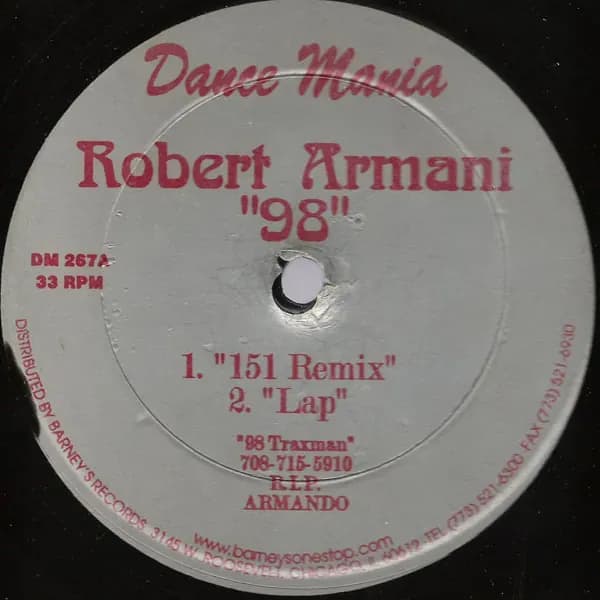 Dance Mania
Robert Armani
"98"
DM 267A
33 RPM
1. "151 Remix"
2. "Lap"
"98 Traxman"
708-715-5910
R.I.P.
ARMANDO
www.barneysonestop.com
DISTRIBUTED BY BARNEY'S RECORDS 3145 W. ROOSEVELT, CHICAGO, IL 60612 TEL (773) 521-6300 FAX (773) 521-6930